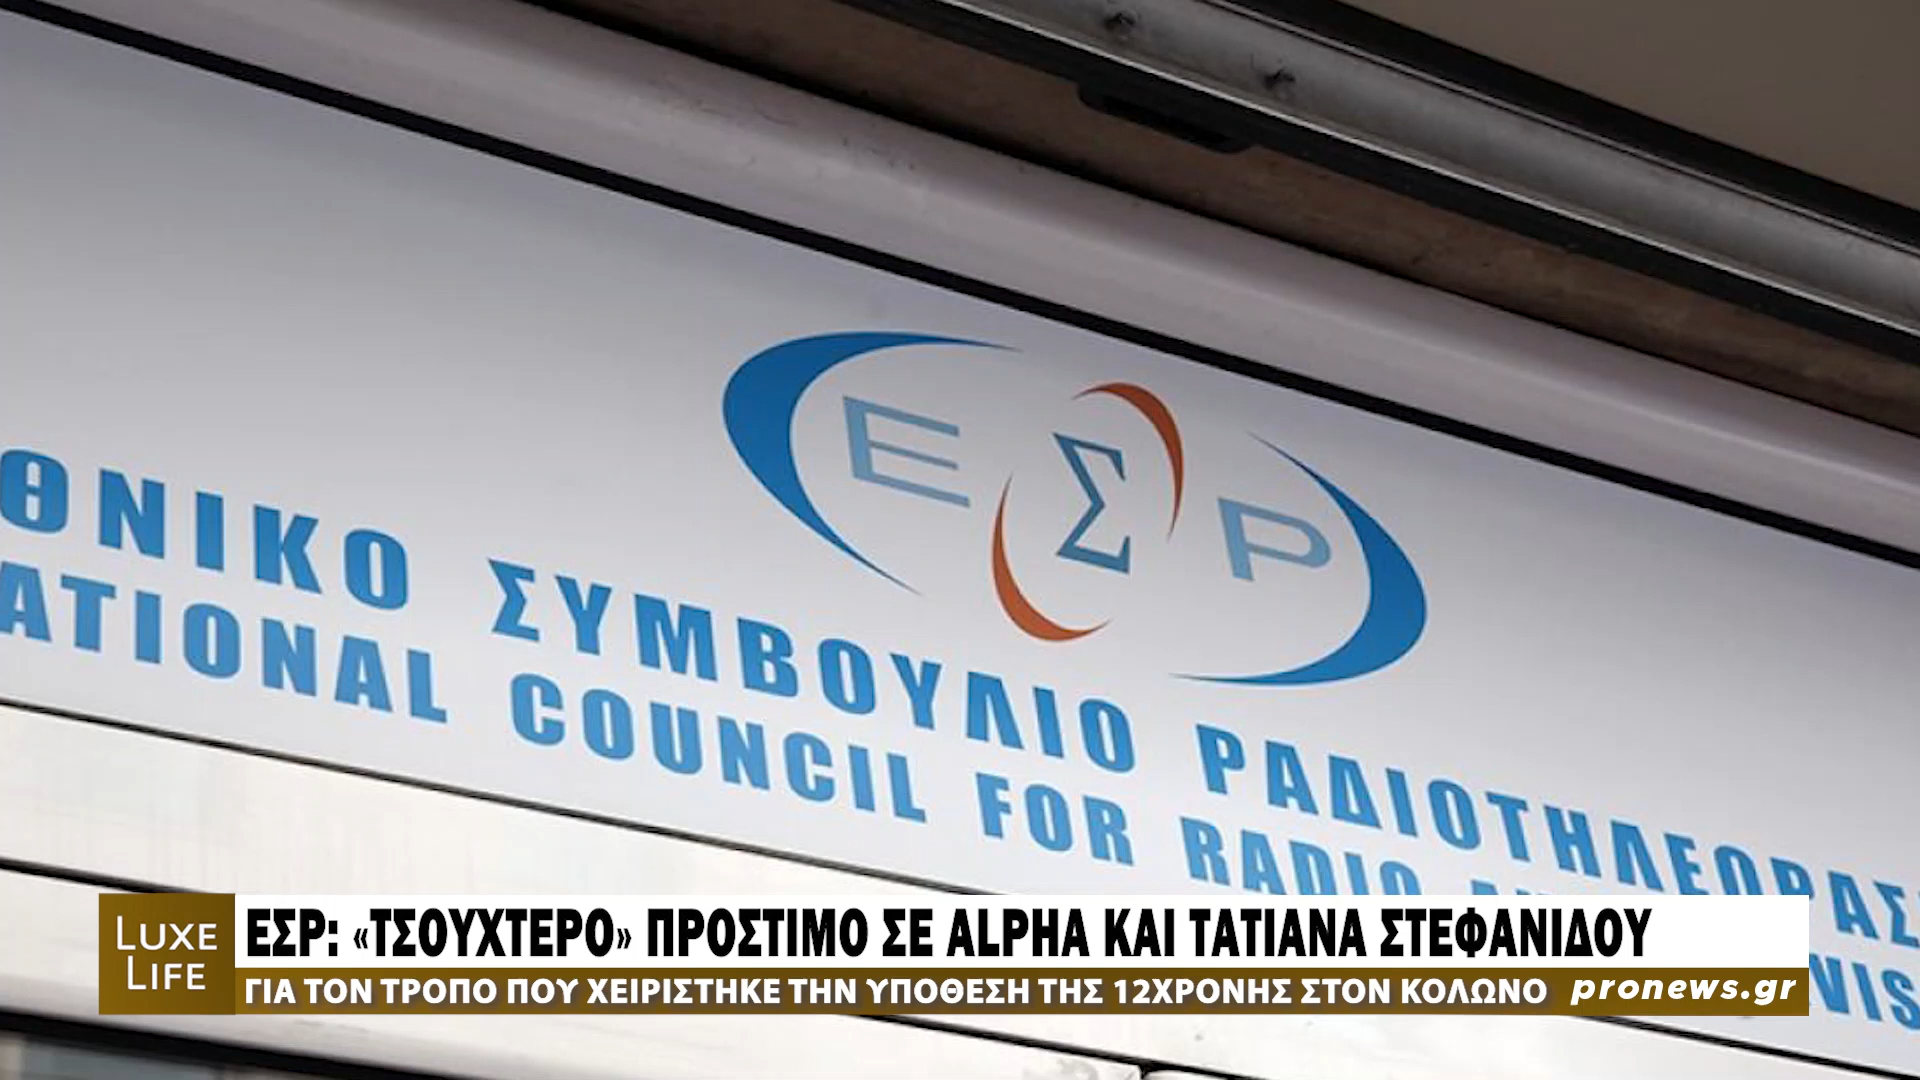 ΕΣΡ
ΘΝΙΚΟ ΣΥΜΒΟΥΛΙΟ ΡΑΔΙΟΤΗΛΕΟΡΑΣ
ATIONAL COUNCIL FOR RADIO
LUXE
LIFE
ΕΣΡ: «ΤΣΟΥΧΤΕΡΟ» ΠΡΟΣΤΙΜΟ ΣΕ ALPHA ΚΑΙ ΤΑΤΙΑΝΑ ΣΤΕΦΑΝΙΔΟΥ
ΓΙΑ ΤΟΝ ΤΡΟΠΟ ΠΟΥ ΧΕΙΡΙΣΤΗΚΕ ΤΗΝ ΥΠΟΘΕΣΗ ΤΗΣ 12ΧΡΟΝΗΣ ΣΤΟΝ ΚΟΛΩΝΟ pronews.gr